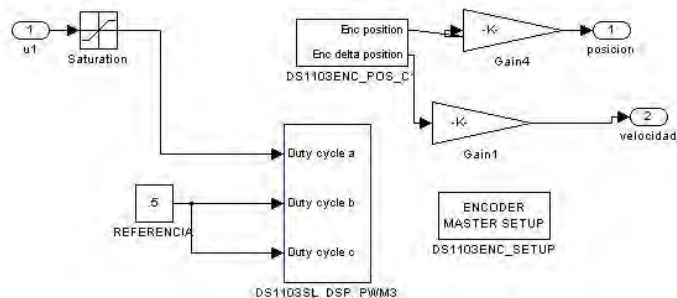 1
u1
Saturation
Enc position
Enc delta position
DS1103ENC_POS_C1
-K-
Gain4
1
posicion
-K-
Gain1
2
velocidad
Duty cycle a
Duty cycle b
Duty cycle c
DS1103SL_DSP_PWM3
.5
REFERENCIA
ENCODER
MASTER SETUP
DS1103ENC_SETUP